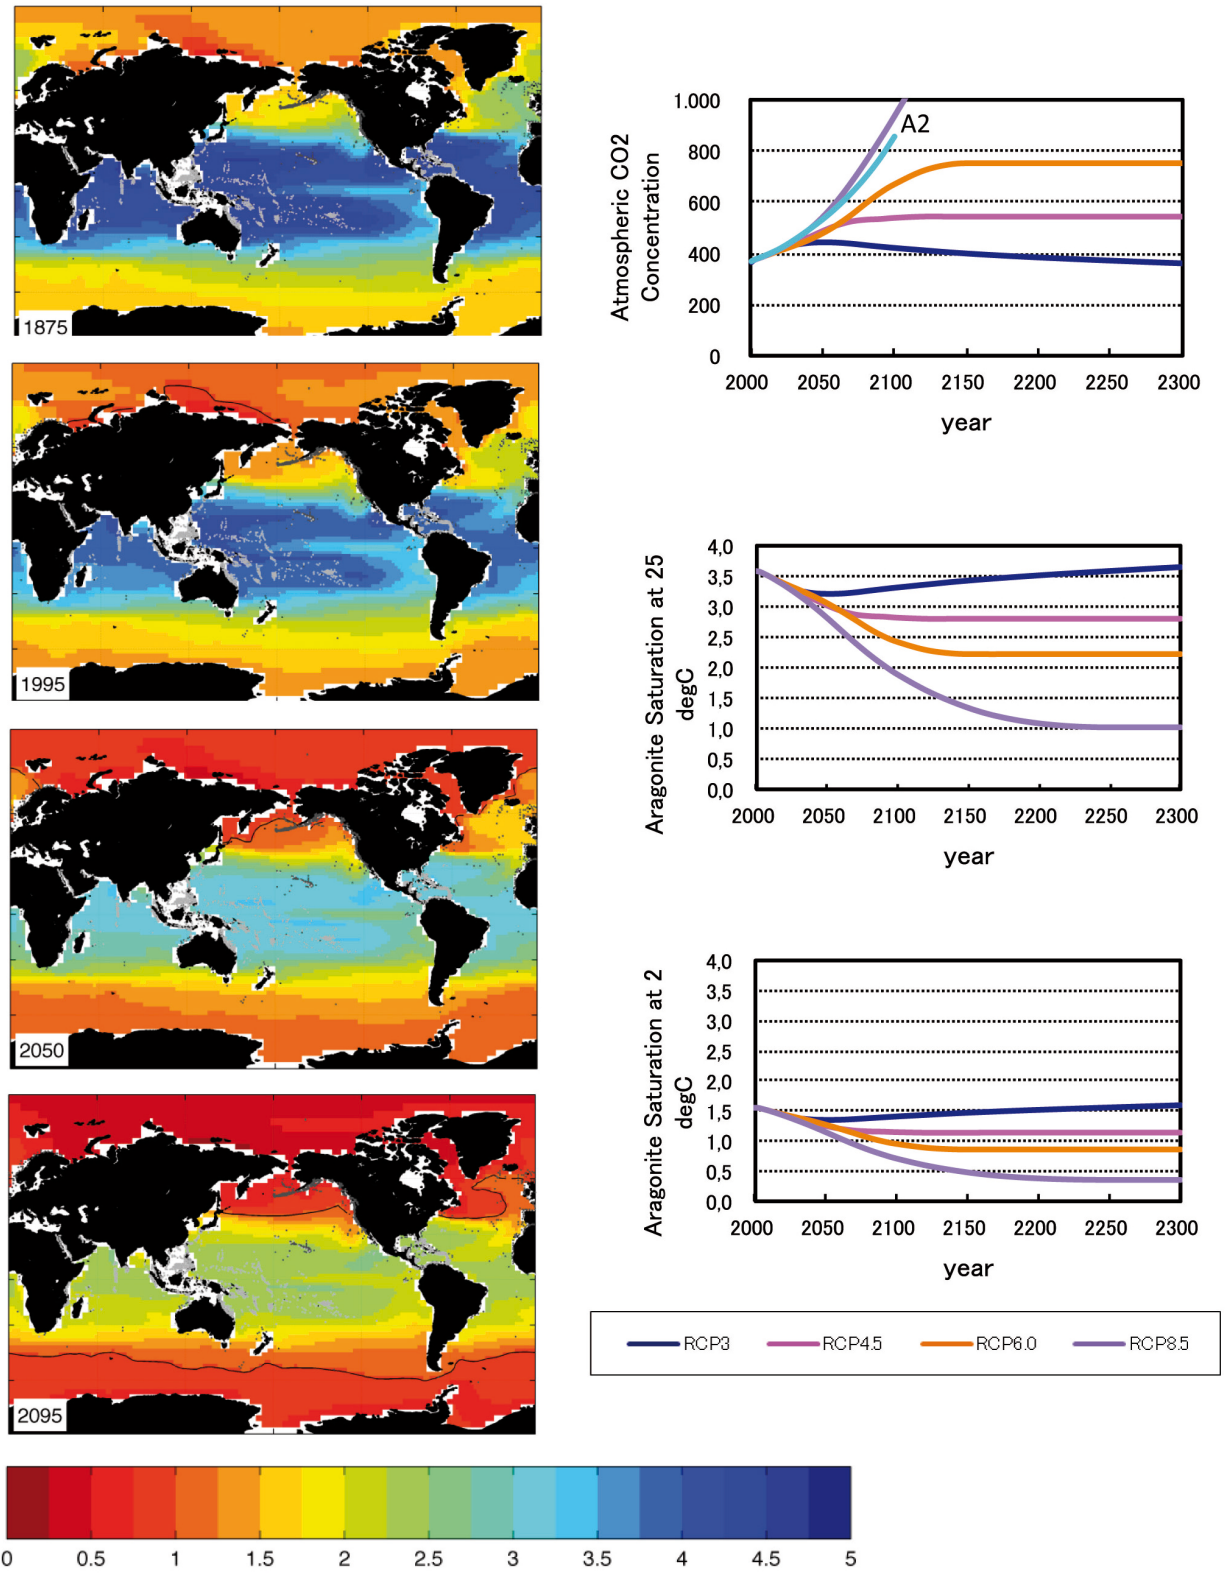 1875
1995
2050
2095
0 0.5 1 1.5 2 2.5 3 3.5 4 4.5 5
Atmospheric CO2
Concentration
1.000
800
600
400
200
0
A2
2000 2050 2100 2150 2200 2250 2300
year
Aragonite Saturation at 25
degC
4,0
3,5
3,0
2,5
2,0
1,5
1,0
0,5
0,0
2000 2050 2100 2150 2200 2250 2300
year
Aragonite Saturation at 2
degC
4,0
3,5
3,0
2,5
2,0
1,5
1,0
0,5
0,0
2000 2050 2100 2150 2200 2250 2300
year
RCP3 RCP4.5 RCP6.0 RCP8.5